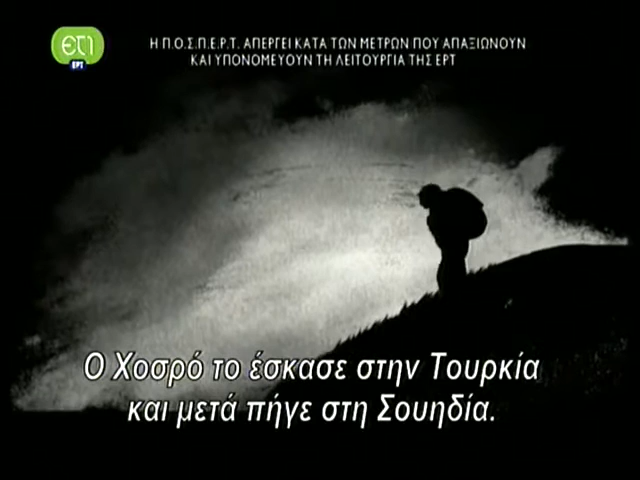 ετ1
ΕΡΤ
Η Π.Ο.Σ.Π.Ε.Ρ.Τ. ΑΠΕΡΓΕΙ ΚΑΤΑ ΤΩΝ ΜΕΤΡΩΝ ΠΟΥ ΑΠΑΞΙΩΝΟΥΝ
ΚΑΙ ΥΠΟΝΟΜΕΥΟΥΝ ΤΗ ΛΕΙΤΟΥΡΓΙΑ ΤΗΣ ΕΡΤ
Ο Χοσρό το έσκασε στην Τουρκία
και μετά πήγε στη Σουηδία.